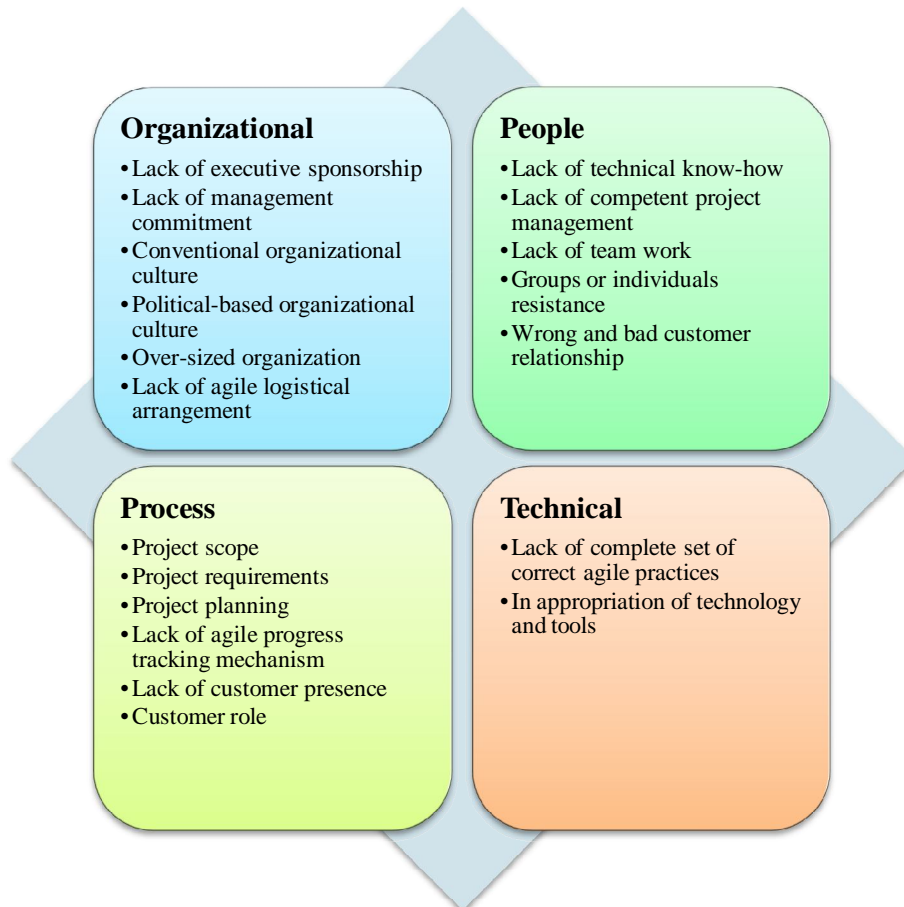 Organizational
•Lack of executive sponsorship
•Lack of management
commitment
•Conventional organizational
culture
•Political-based organizational
culture
•Over-sized organization
•Lack of agile logistical
arrangement
People
•Lack of technical know-how
•Lack of competent project
management
•Lack of team work
•Groups or individuals
resistance
•Wrong and bad customer
relationship
Process
•Project scope
•Project requirements
•Project planning
•Lack of agile progress
tracking mechanism
•Lack of customer presence
•Customer role
Technical
•Lack of complete set of
correct agile practices
•In appropriation of technology
and tools